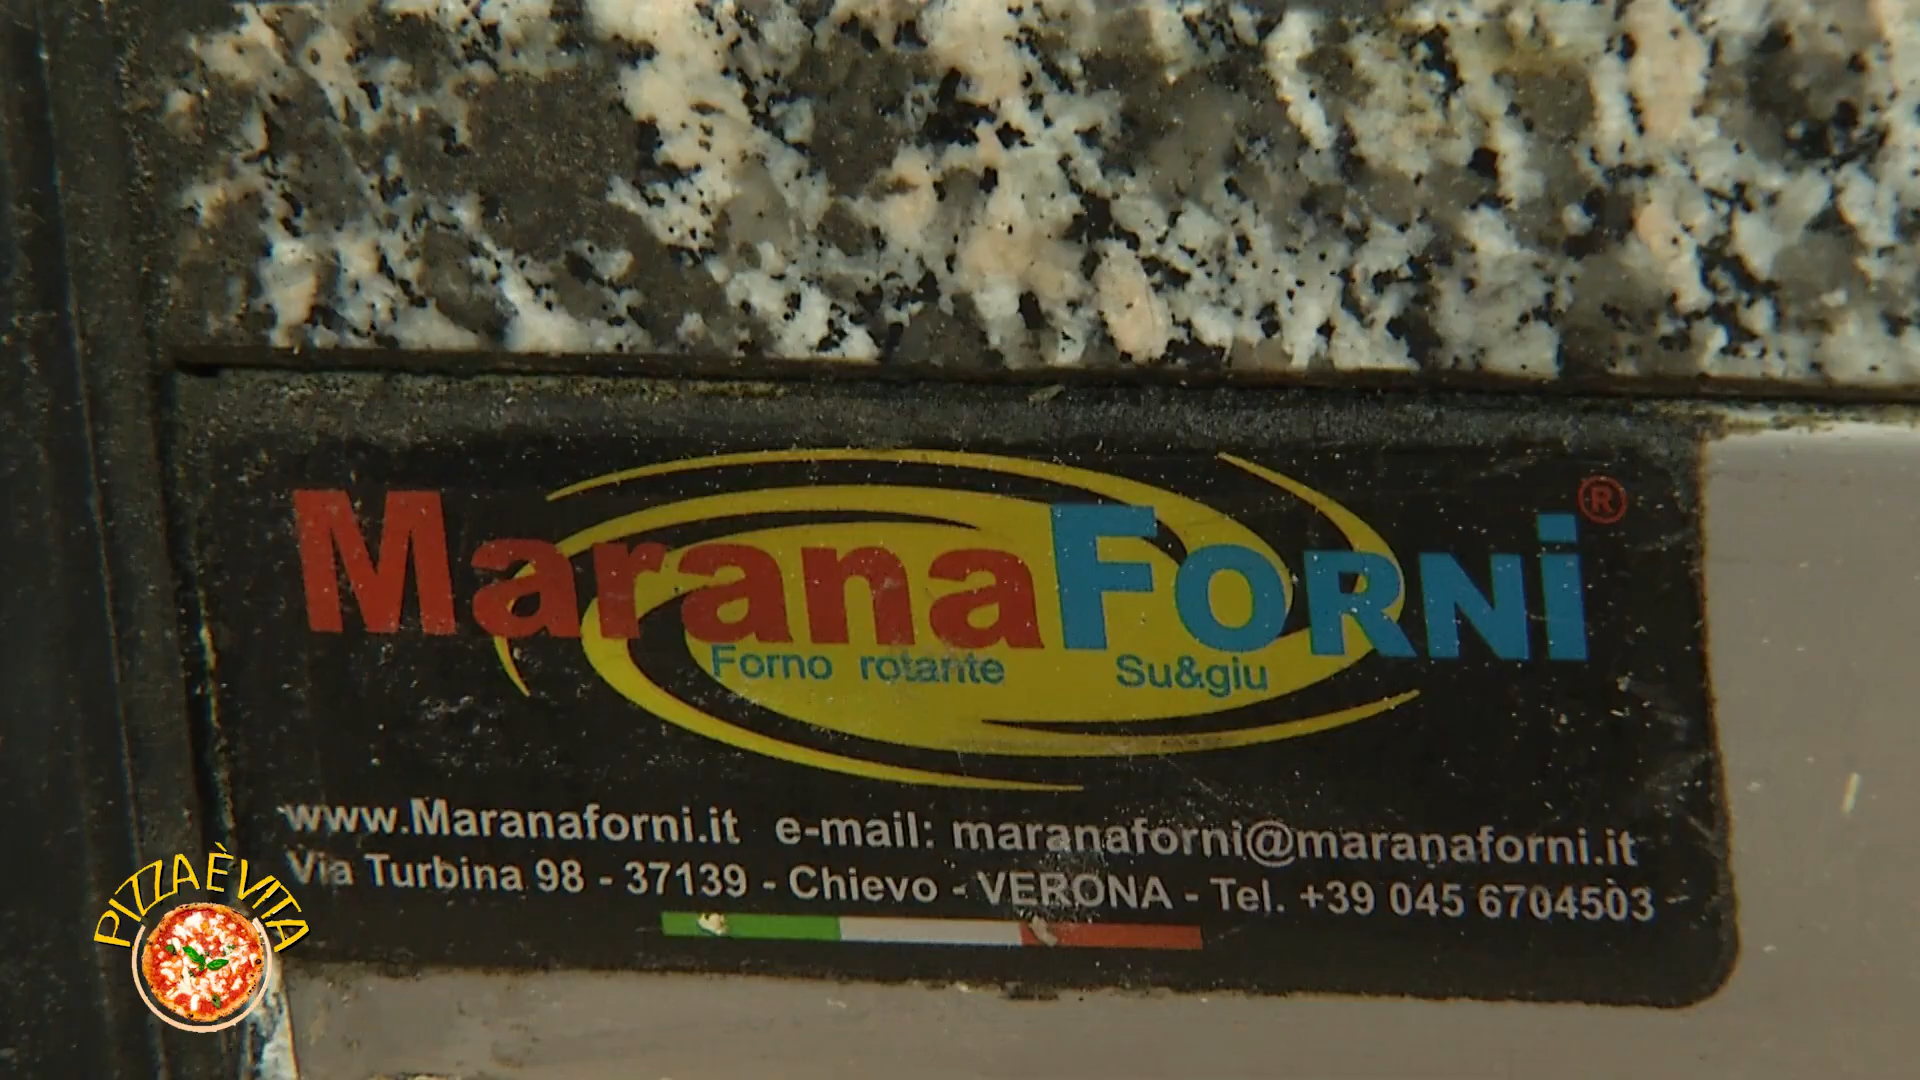 MaranaForni®
Forno rotante Su&giu
www.Maranaforni.it e-mail: maranaforni@maranaforni.it
Via Turbina 98 - 37139 - Chievo - VERONA - Tel. +39 045 6704503
PIZZA È VITA